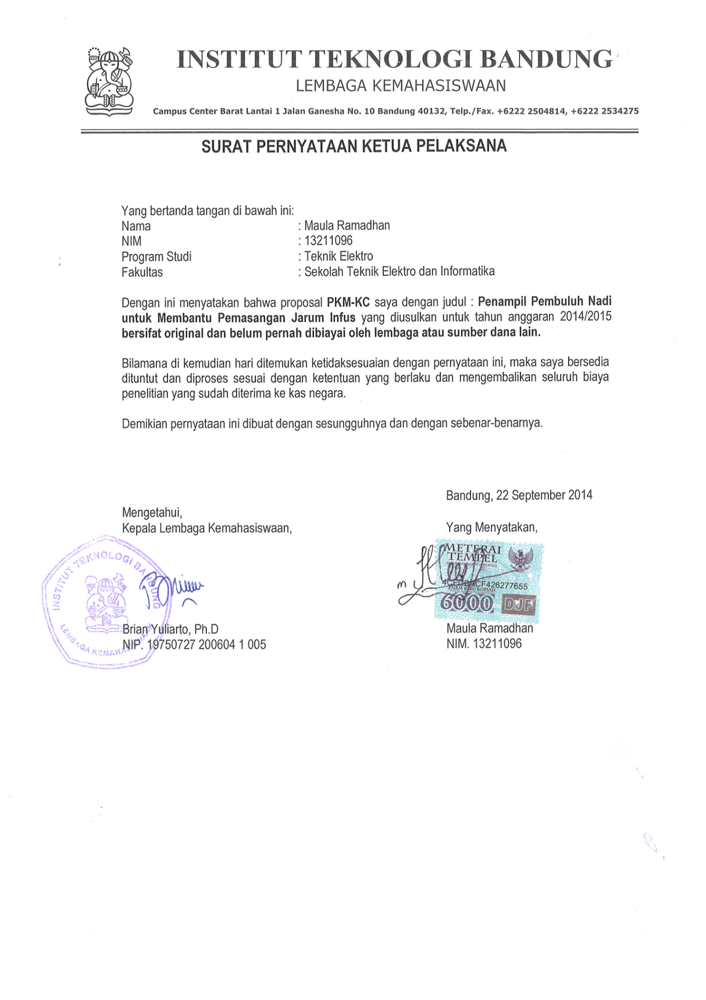 INSTITUT TEKNOLOGI BANDUNG
LEMBAGA KEMAHASISWAAN
Campus Center Barat Lantai 1 Jalan Ganesha No. 10 Bandung 40132, Telp./Fax. +6222 2504814, +6222 2534275
SURAT PERNYATAAN KETUA PELAKSANA
Yang bertanda tangan di bawah ini:
Nama : Maula Ramadhan
NIM : 13211096
Program Studi : Teknik Elektro
Fakultas : Sekolah Teknik Elektro dan Informatika
Dengan ini menyatakan bahwa proposal PKM-KC saya dengan judul : Penampil Pembuluh Nadi
untuk Membantu Pemasangan Jarum Infus yang diusulkan untuk tahun anggaran 2014/2015
bersifat original dan belum pernah dibiayai oleh lembaga atau sumber dana lain.
Bilamana di kemudian hari ditemukan ketidaksesuaian dengan pernyataan ini, maka saya bersedia
dituntut dan diproses sesuai dengan ketentuan yang berlaku dan mengembalikan seluruh biaya
penelitian yang sudah diterima ke kas negara.
Demikian pernyataan ini dibuat dengan sesungguhnya dan dengan sebenar-benarnya.
Bandung, 22 September 2014
Mengetahui,
Kepala Lembaga Kemahasiswaan,
Yang Menyatakan,
INSTITUT TEKNOLOGI BANDUNG
LEMBAGA KEMAHASISWAAN
METERAI
TEMPEL
4CFCBACF426277655
ENAM RIBU RUPIAH
6000 DJP
Brian Yuliarto, Ph.D
NIP. 19750727 200604 1 005
Maula Ramadhan
NIM. 13211096